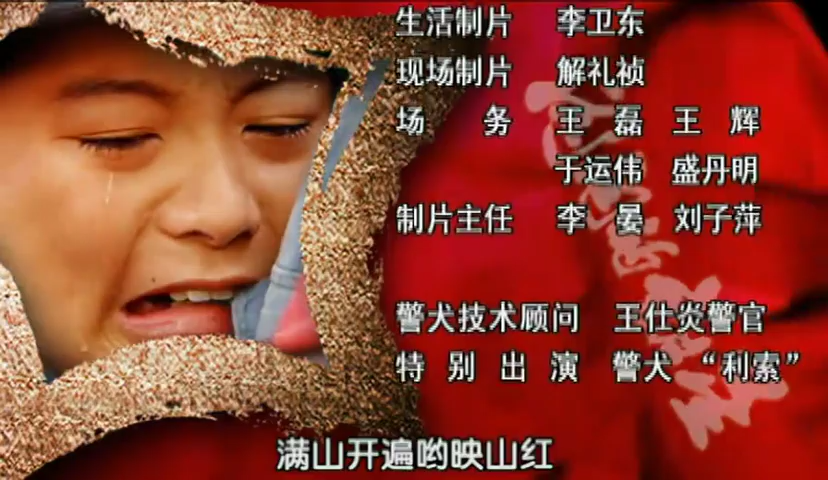 生活制片 李卫东
现场制片 解礼祯
场 务 王 磊 王 辉
于运伟 盛丹明
制片主任 李 晏 刘子萍
警犬技术顾问 王仕炎警官
特 别 出 演 警犬 “利索”
满山开遍哟映山红